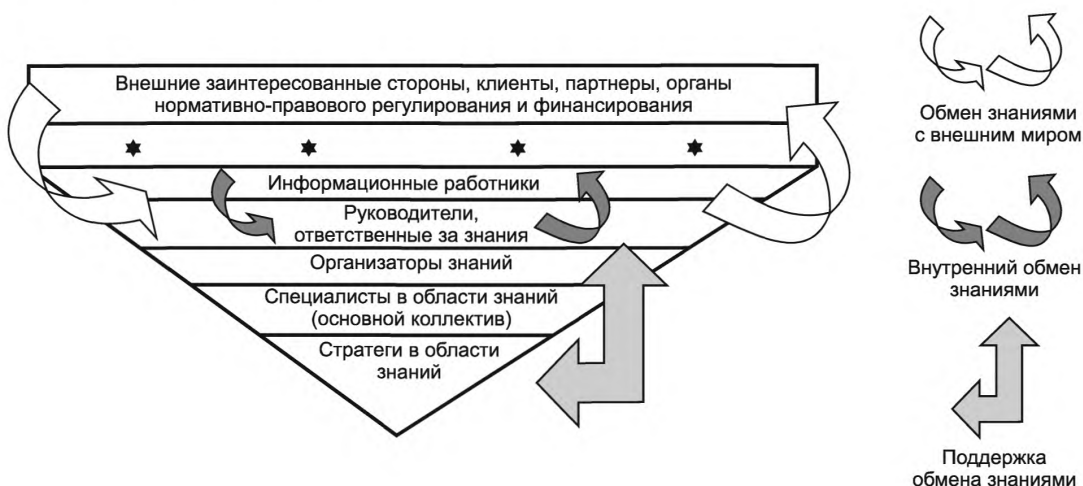 Внешние заинтересованные стороны, клиенты, партнеры, органы
нормативно-правового регулирования и финансирования
Информационные работники
Руководители,
ответственные за знания
Организаторы знаний
Специалисты в области знаний
(основной коллектив)
Стратеги в области
знаний
Обмен знаниями
с внешним миром
Внутренний обмен
знаниями
Поддержка
обмена знаниями